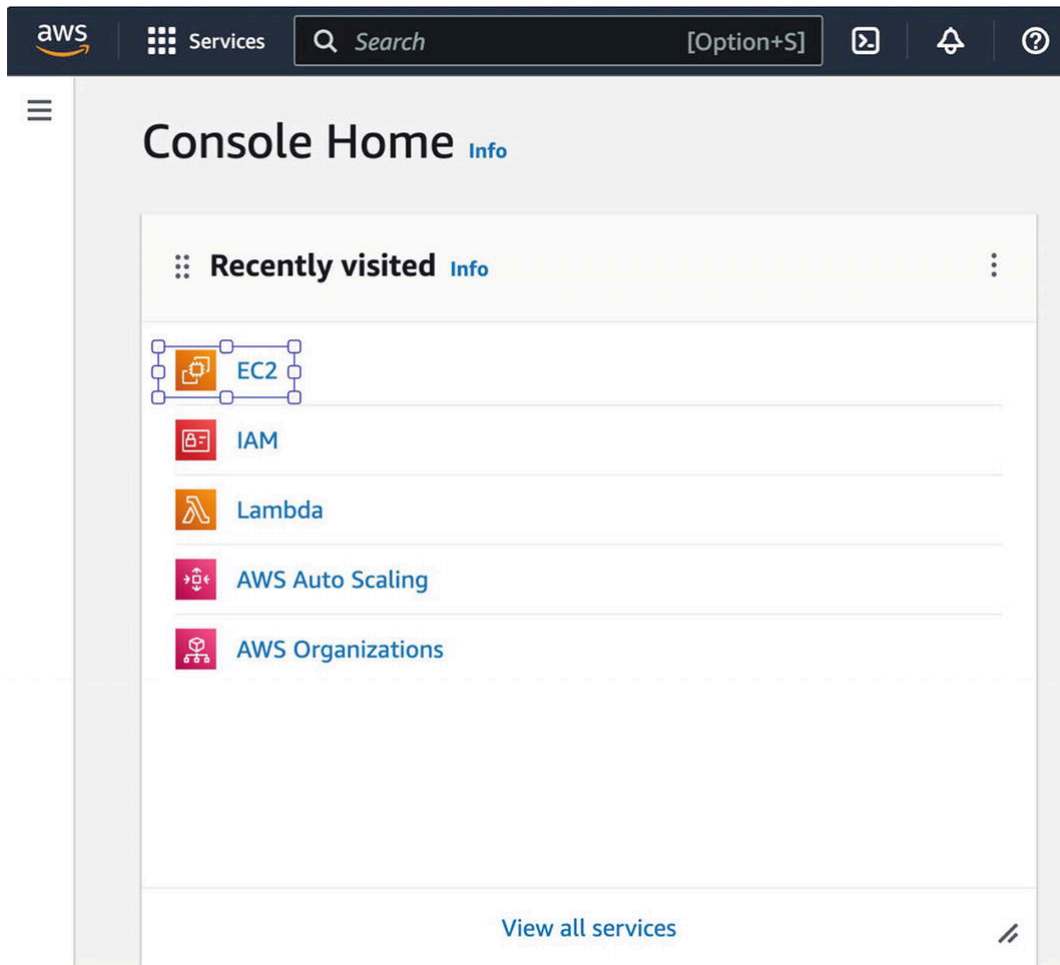 aws Services Search [Option+S]
Console Home Info
Recently visited Info
EC2
IAM
Lambda
AWS Auto Scaling
AWS Organizations
View all services